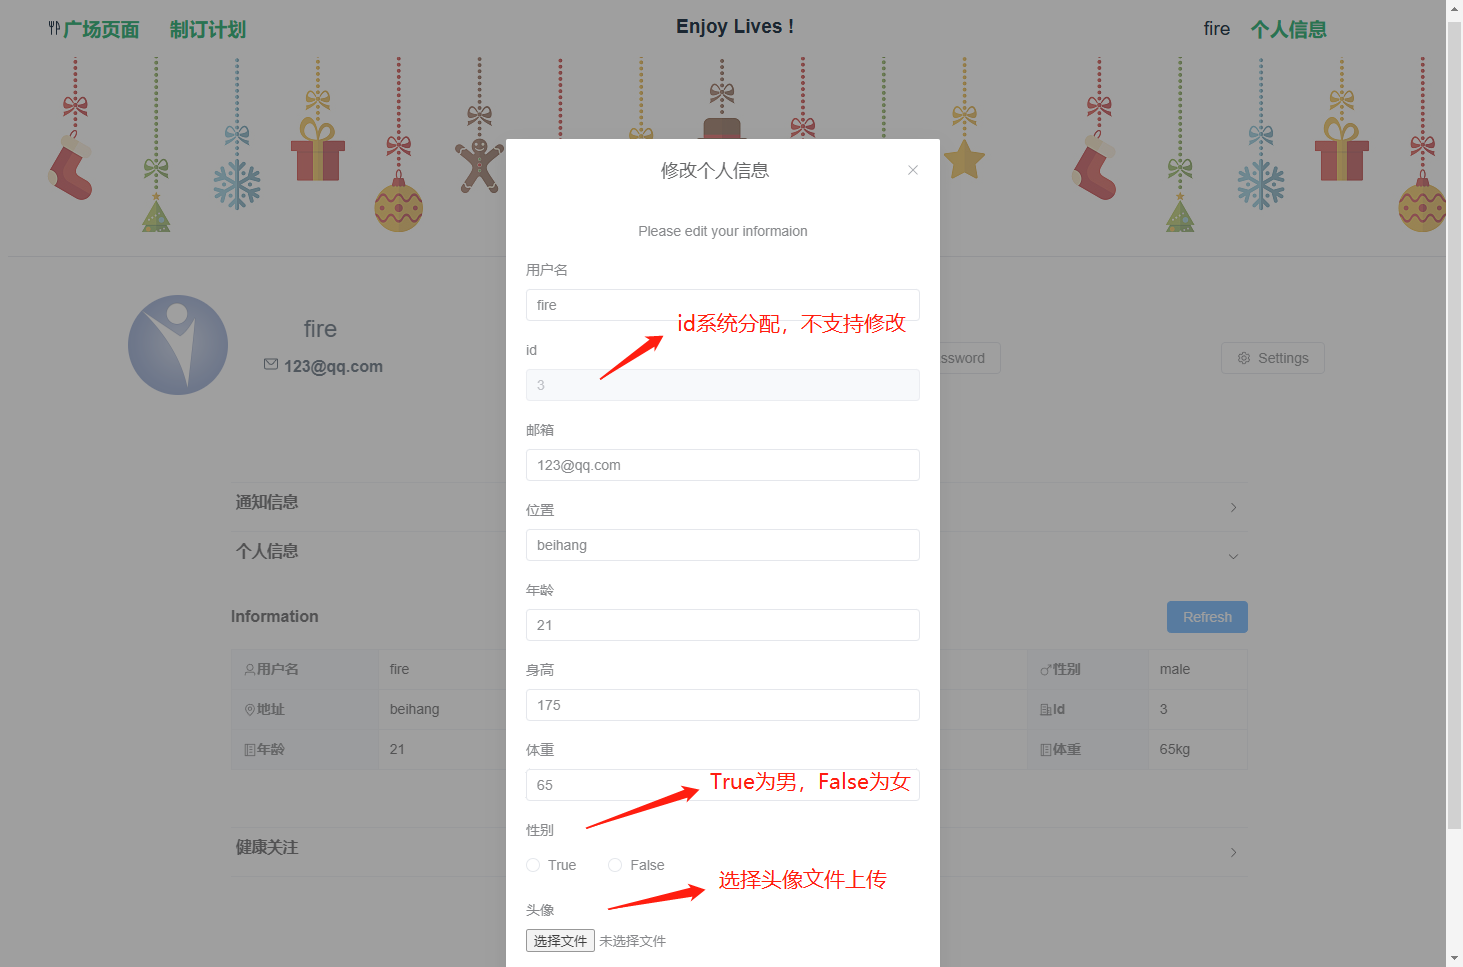 广场页面 制订计划 Enjoy Lives ! fire 个人信息
修改个人信息
Please edit your informaion
用户名
fire
id系统分配，不支持修改
id
3
邮箱
123@qq.com
位置
beihang
年龄
21
身高
175
体重
65
True为男，False为女
性别
True False
选择头像文件上传
头像
选择文件 未选择文件
fire
123@qq.com
ssword
Settings
通知信息
个人信息
Information
Refresh
用户名 fire 性别 male
地址 beihang Id 3
年龄 21 体重 65kg
健康关注